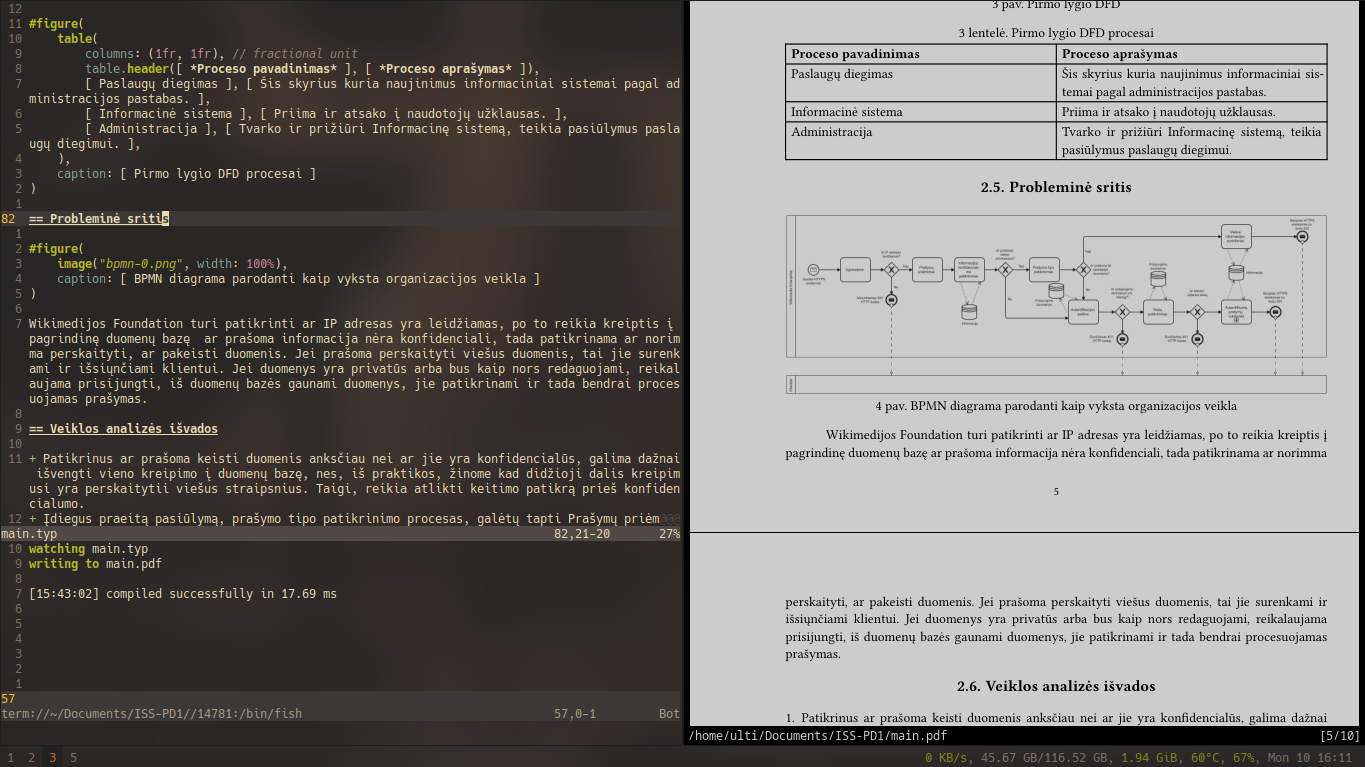 12
11 #figure(
10 table(
9 columns: (1fr, 1fr), // fractional unit
8 table.header([ *Proceso pavadinimas* ], [ *Proceso aprašymas* ]),
7 [ Paslaugų diegimas ], [ Šis skyrius kuria naujinimus informaciniai sistemai pagal ad
ministracijos pastabas. ],
6 [ Informacinė sistema ], [ Priima ir atsako į naudotojų užklausas. ],
5 [ Administracija ], [ Tvarko ir prižiūri Informacinę sistemą, teikia pasiūlymus pasla
ugų diegimui. ],
4 ),
3 caption: [ Pirmo lygio DFD procesai ]
2 )
1
82 == Probleminė sritis
1
2 #figure(
3 image("bpmn-0.png", width: 100%),
4 caption: [ BPMN diagrama parodanti kaip vyksta organizacijos veikla ]
5 )
6
7 Wikimedijos Foundation turi patikrinti ar IP adresas yra leidžiamas, po to reikia kreiptis į
pagrindinę duomenų bazę  ar prašoma informacija nėra konfidenciali, tada patikrinama ar norim
ma perskaityti, ar pakeisti duomenis. Jei prašoma perskaityti viešus duomenis, tai jie surenk
ami ir išsiųnčiami klientui. Jei duomenys yra privatūs arba bus kaip nors redaguojami, reikal
aujama prisijungti, iš duomenų bazės gaunami duomenys, jie patikrinami ir tada bendrai proces
uojamas prašymas.
8
9 == Veiklos analizės išvados
10
11 + Patikrinus ar prašoma keisti duomenis anksčiau nei ar jie yra konfidencialūs, galima dažnai
išvengti vieno kreipimo į duomenų bazę, nes, iš praktikos, žinome kad didžioji dalis kreipim
usi yra perskaitytii viešus straipsnius. Taigi, reikia atlikti keitimo patikrą prieš konfiden
cialumo.
12 + Įdiegus praeitą pasiūlymą, prašymo tipo patikrinimo procesas, galėtų tapti Prašymų priėm@@@
main.typ 82,21-20 27%
10 watching main.typ
9 writing to main.pdf
8
7 [15:43:02] compiled successfully in 17.69 ms
6
5
4
3
2
1
57
term://~/Documents/ISS-PD1//14781:/bin/fish 57,0-1 Bot
3 pav. Pirmo lygio DFD
3 lentelė. Pirmo lygio DFD procesai
Proceso pavadinimas Proceso aprašymas
Paslaugų diegimas Šis skyrius kuria naujinimus informaciniai sis-
temai pagal administracijos pastabas.
Informacinė sistema Priima ir atsako į naudotojų užklausas.
Administracija Tvarko ir prižiūri Informacinę sistemą, teikia
pasiūlymus paslaugų diegimui.
2.5. Probleminė sritis
4 pav. BPMN diagrama parodanti kaip vyksta organizacijos veikla
Wikimedijos Foundation turi patikrinti ar IP adresas yra leidžiamas, po to reikia kreiptis į
pagrindinę duomenų bazę ar prašoma informacija nėra konfidenciali, tada patikrinama ar norimma
5
perskaityti, ar pakeisti duomenis. Jei prašoma perskaityti viešus duomenis, tai jie surenkami ir
išsiųnčiami klientui. Jei duomenys yra privatūs arba bus kaip nors redaguojami, reikalaujama
prisijungti, iš duomenų bazės gaunami duomenys, jie patikrinami ir tada bendrai procesuojamas
prašymas.
2.6. Veiklos analizės išvados
1. Patikrinus ar prašoma keisti duomenis anksčiau nei ar jie yra konfidencialūs, galima dažnai
/home/ulti/Documents/ISS-PD1/main.pdf [5/10]
1 2 3 5 0 KB/s, 45.67 GB/116.52 GB, 1.94 GiB, 60°C, 67%, Mon 10 16:11